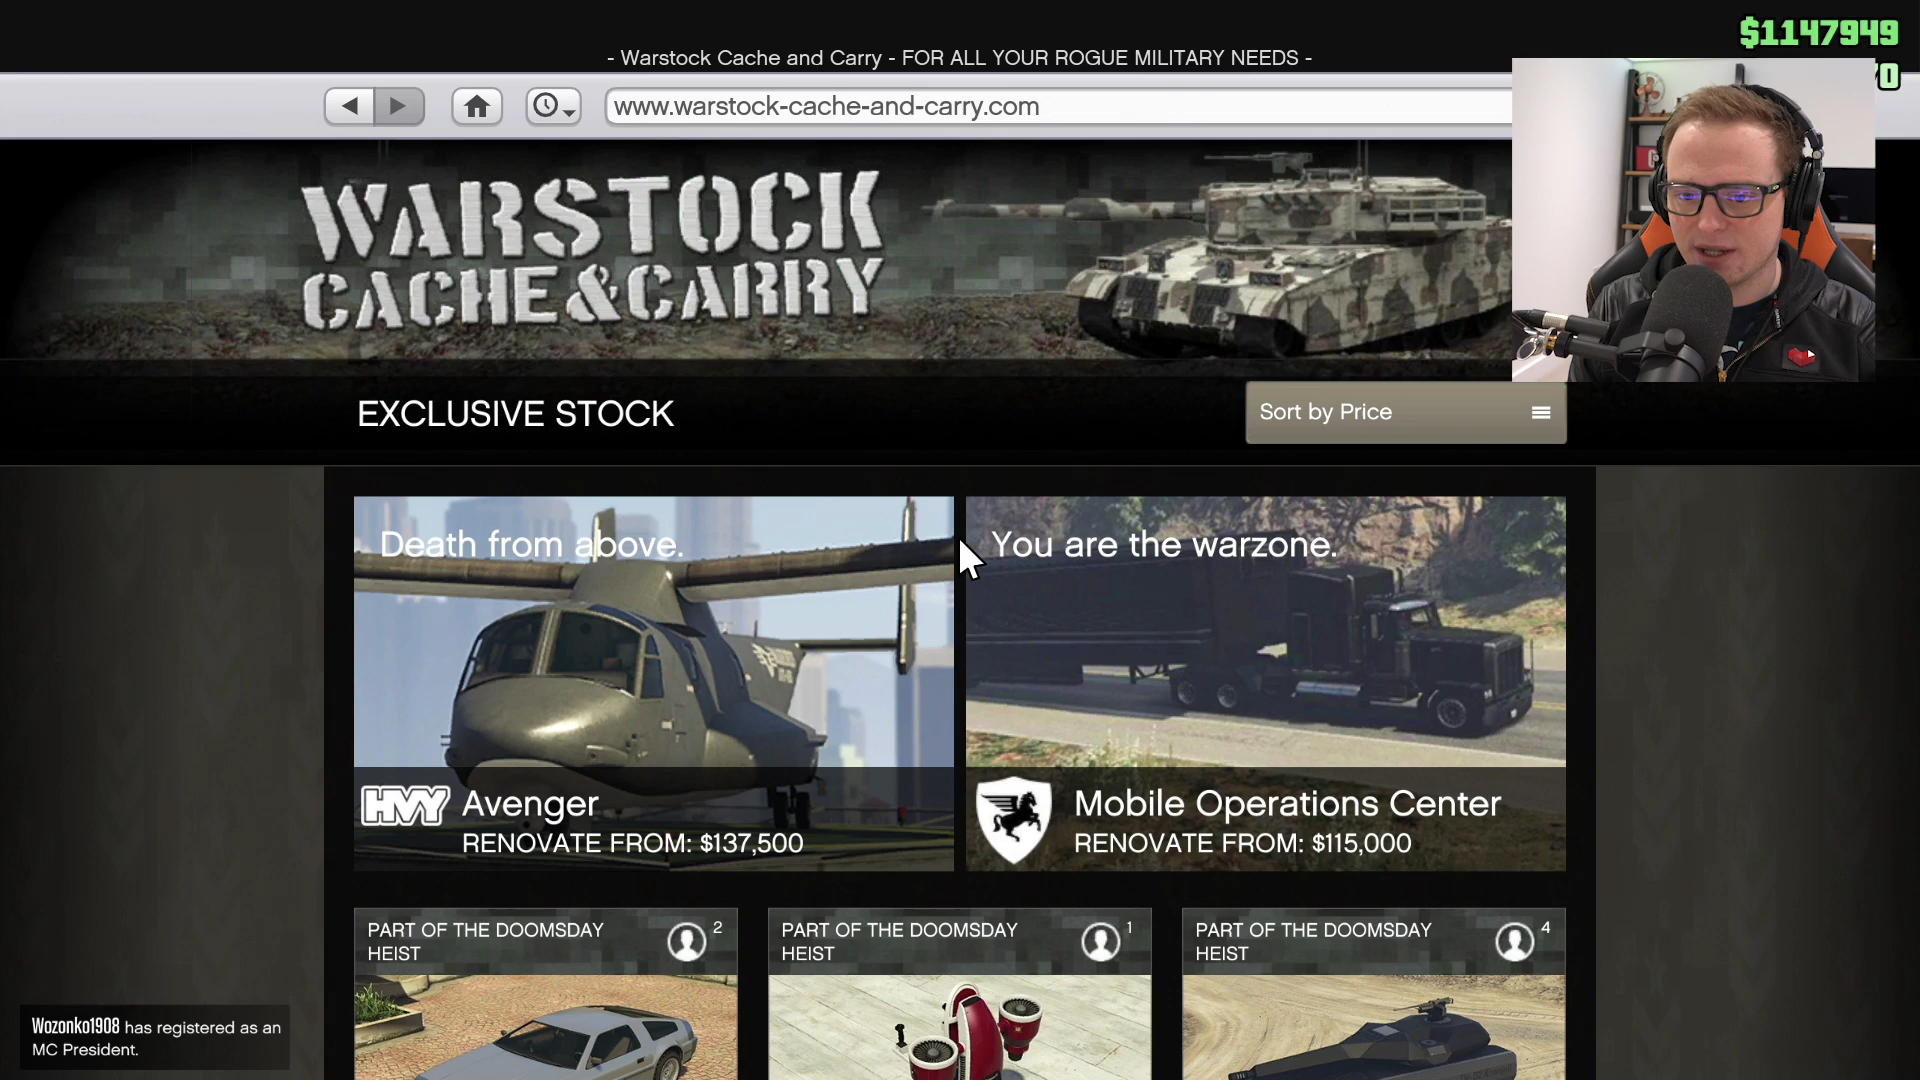 $1147949
- Warstock Cache and Carry - FOR ALL YOUR ROGUE MILITARY NEEDS -
0
www.warstock-cache-and-carry.com
WARSTOCK
CACHE & CARRY
EXCLUSIVE STOCK
Sort by Price
Death from above.
You are the warzone.
HVY
Avenger
RENOVATE FROM: $137,500
Mobile Operations Center
RENOVATE FROM: $115,000
PART OF THE DOOMSDAY
HEIST
2
PART OF THE DOOMSDAY
HEIST
1
PART OF THE DOOMSDAY
HEIST
4
Wozonko1908 has registered as an
MC President.